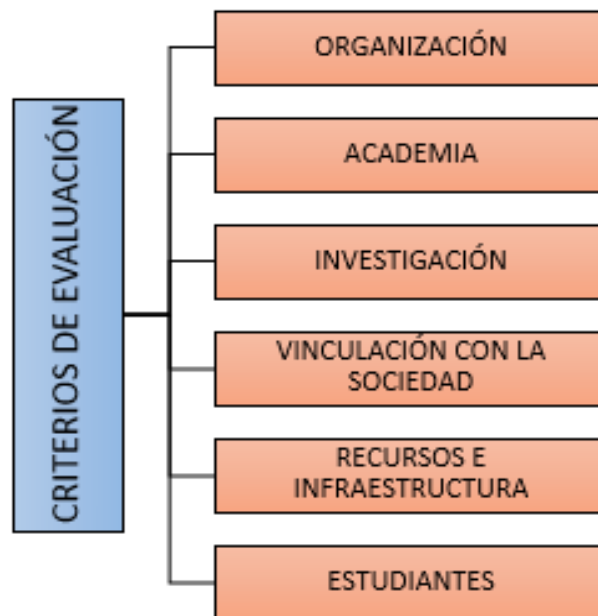 CRITERIOS DE EVALUACIÓN
ORGANIZACIÓN
ACADEMIA
INVESTIGACIÓN
VINCULACIÓN CON LA
SOCIEDAD
RECURSOS E
INFRAESTRUCTURA
ESTUDIANTES